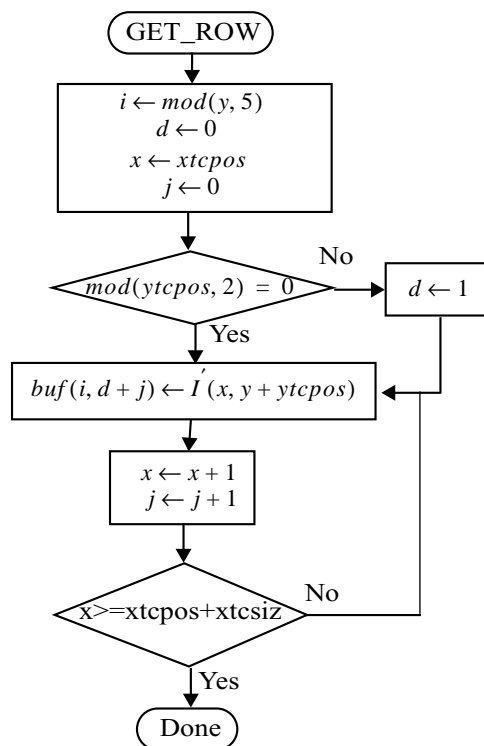 GET_ROW
i ← mod(y, 5)
d ← 0
x ← xtcpos
j ← 0
mod(ytcpos, 2) = 0
No
d ← 1
Yes
buf(i, d + j) ← I′(x, y + ytcpos)
x ← x + 1
j ← j + 1
x>=xtcpos+xtcsiz
No
Yes
Done